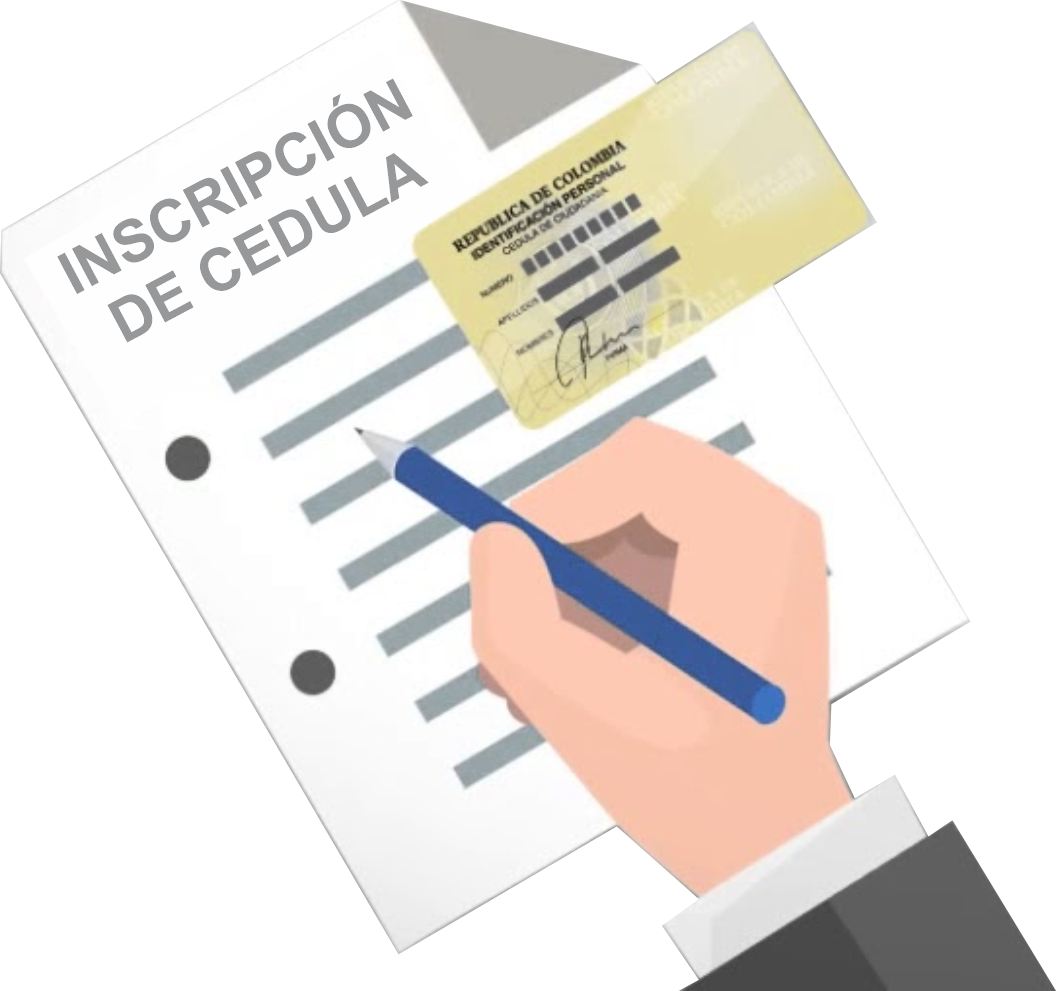 INSCRIPCIÓN
DE CEDULA
REPUBLICA DE COLOMBIA
IDENTIFICACIÓN PERSONAL
CEDULA DE CIUDADANIA
NUMERO
APELLIDOS
NOMBRES
FIRMA